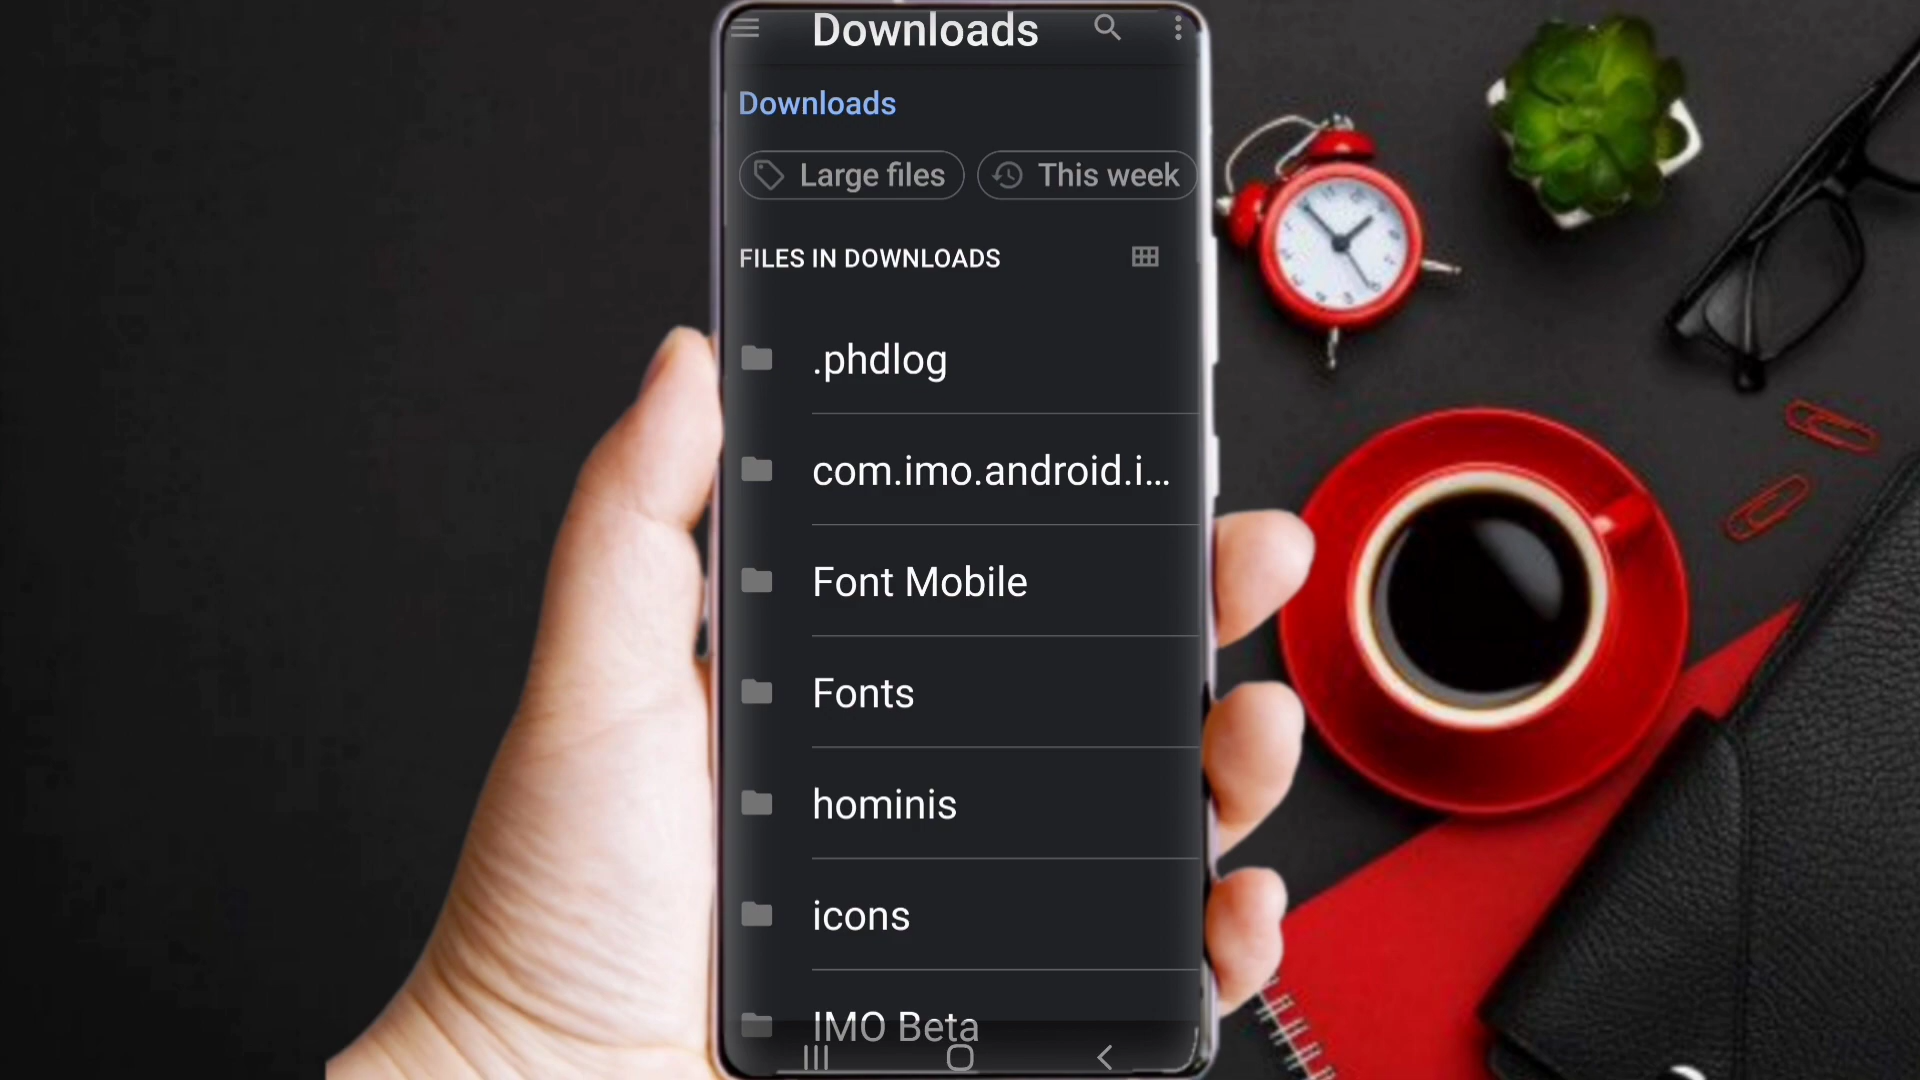 Downloads
Downloads
Large files
This week
FILES IN DOWNLOADS
.phdlog
com.imo.android.i...
Font Mobile
Fonts
hominis
icons
IMO Beta